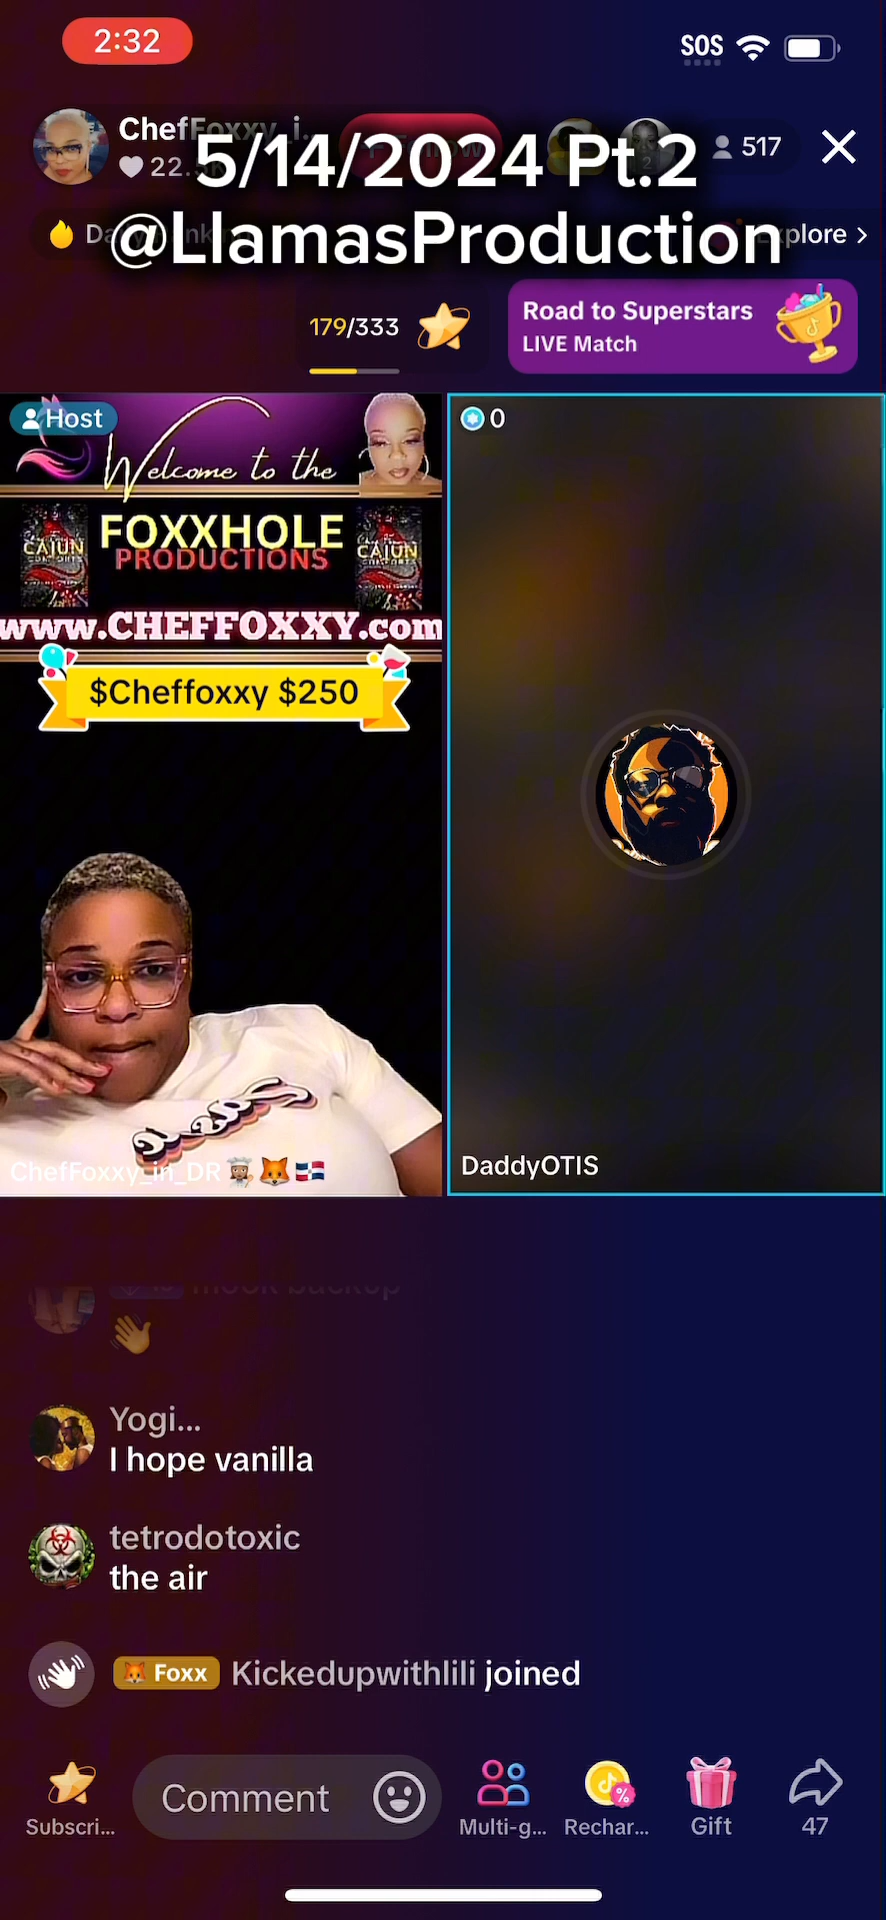 2:32
SOS
ChefFoxxy_i...
5/14/2024 Pt.2
517
@LlamasProduction
Explore >
179/333
Road to Superstars
LIVE Match
Host
0
Welcome to the
FOXXHOLE
CAJUN
CAJUN
PRODUCTIONS
www.CHEFFOXXY.com
$Cheffoxxy $250
ChefFoxxy_in_DR
DaddyOTIS
Yogi...
I hope vanilla
tetrodotoxic
the air
Foxx Kickedupwithlili joined
Comment
Subscri...
Multi-g...
Rechar...
Gift
47